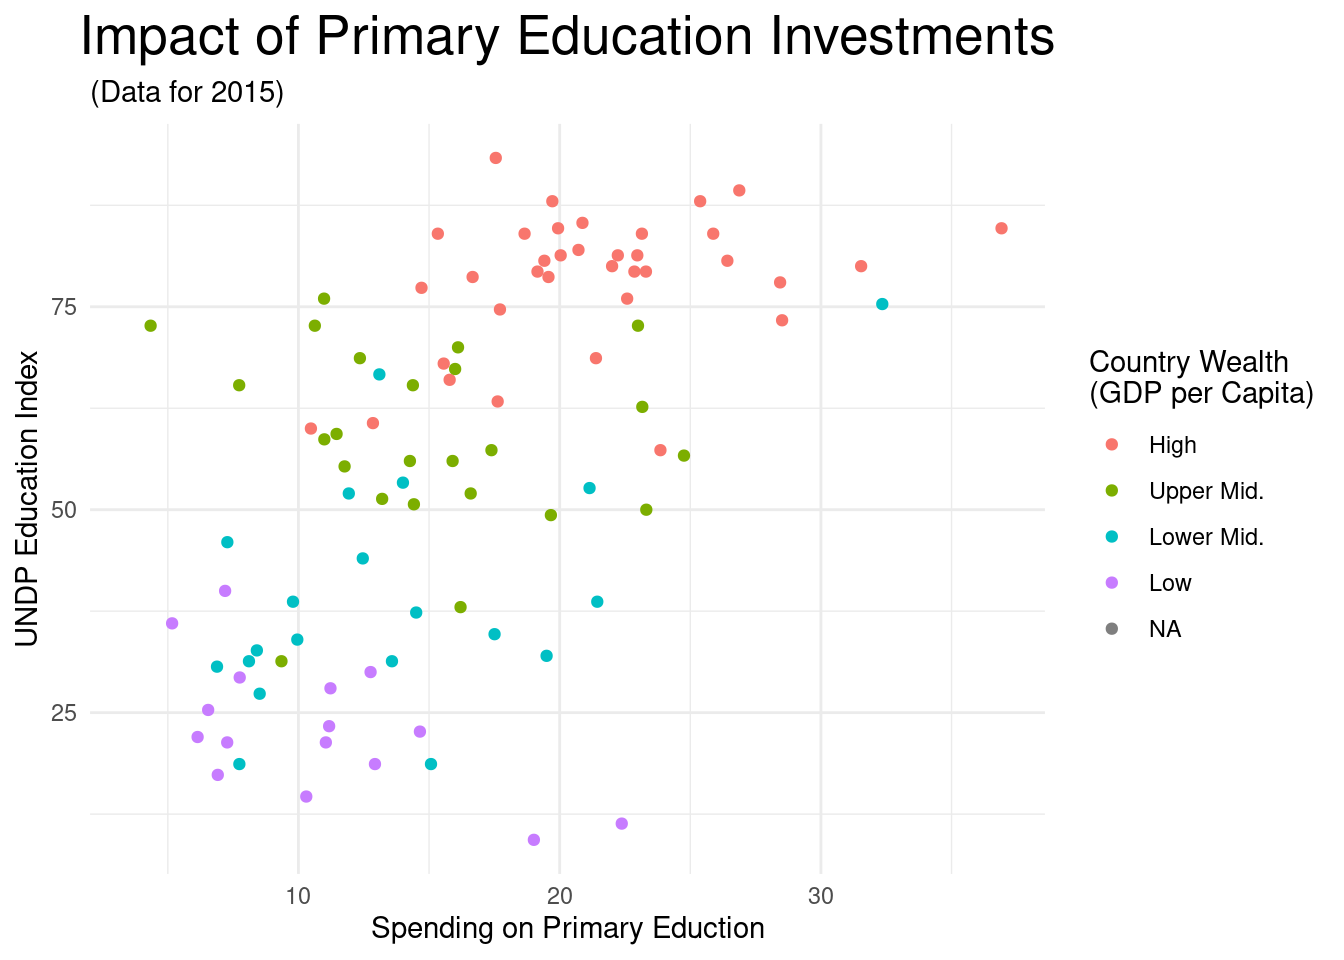 Impact of Primary Education Investments
(Data for 2015)
75
50
25
UNDP Education Index
10 20 30
Spending on Primary Eduction
Country Wealth
(GDP per Capita)
High
Upper Mid.
Lower Mid.
Low
NA